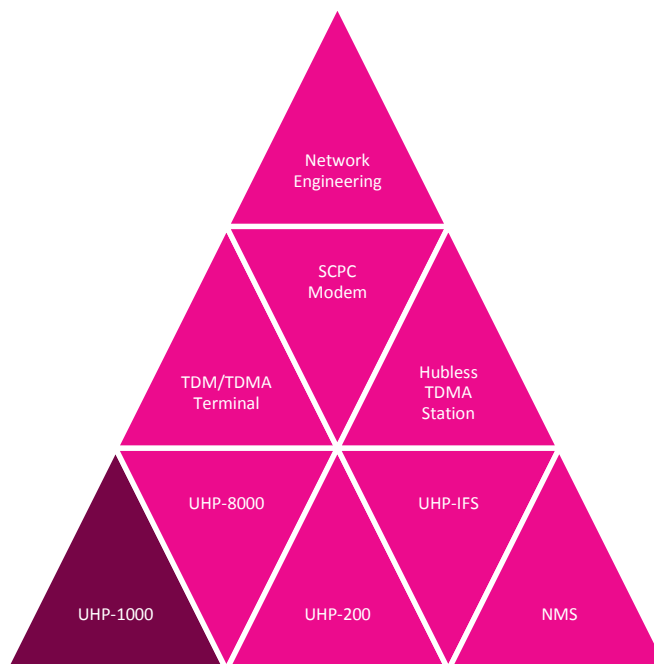 Network
Engineering
SCPC
Modem
TDM/TDMA
Terminal
Hubless
TDMA
Station
UHP-8000
UHP-IFS
UHP-1000
UHP-200
NMS